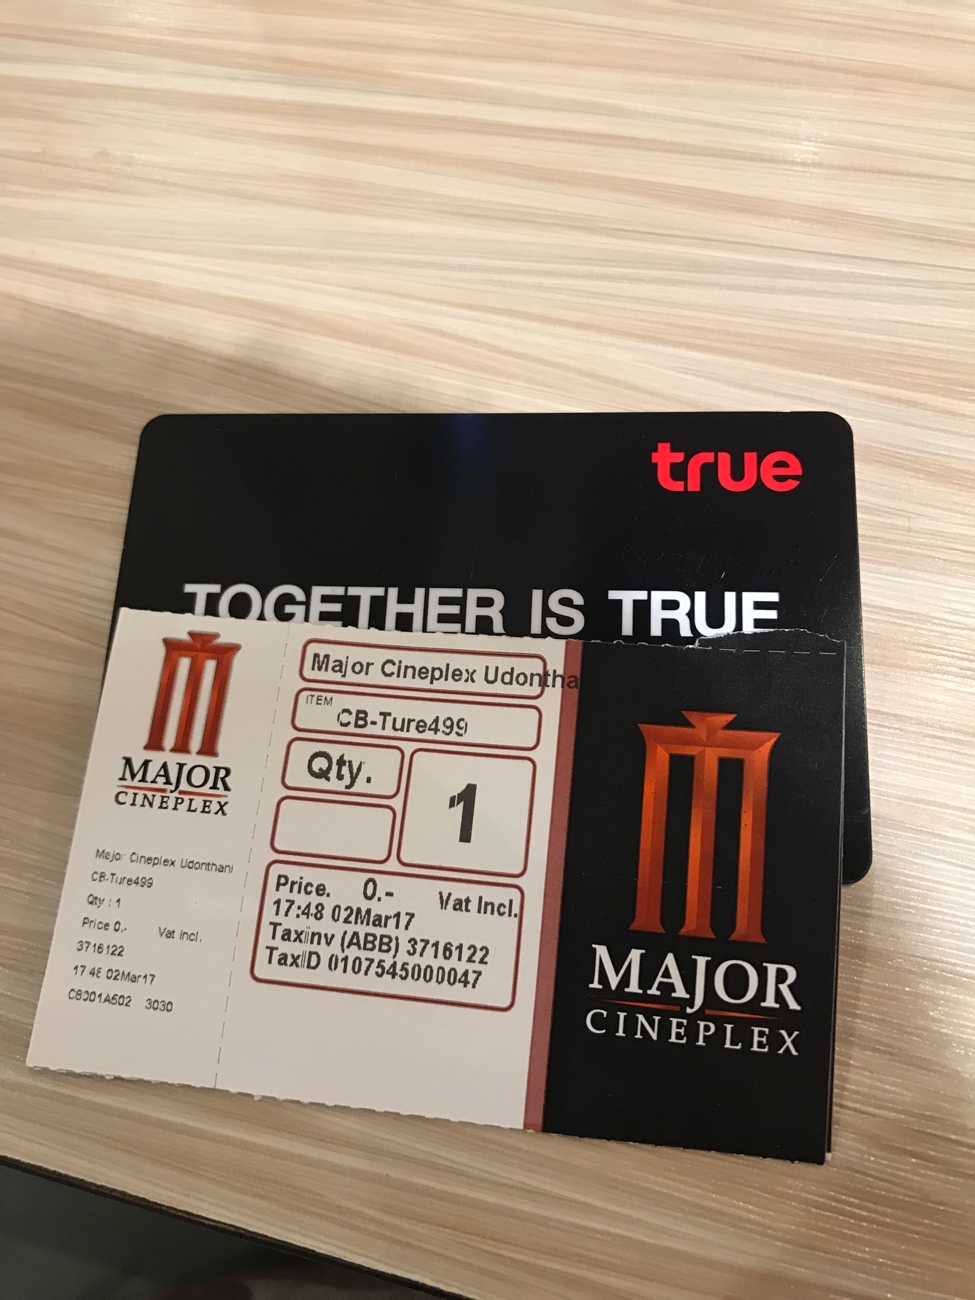 true
TOGETHER IS TRUE
MAJOR
CINEPLEX
Major Cineplex Udonthani
CB-Ture499
Qty : 1
Price 0.- Vat Incl.
3716122
17:48 02Mar17
C8001A602 3030
Major Cineplex Udontha
ITEM
CB-Ture499
Qty.
1
Price. 0.- Vat Incl.
17:48 02Mar17
Taxinv (ABB) 3716122
TaxID 0107545000047
MAJOR
CINEPLEX